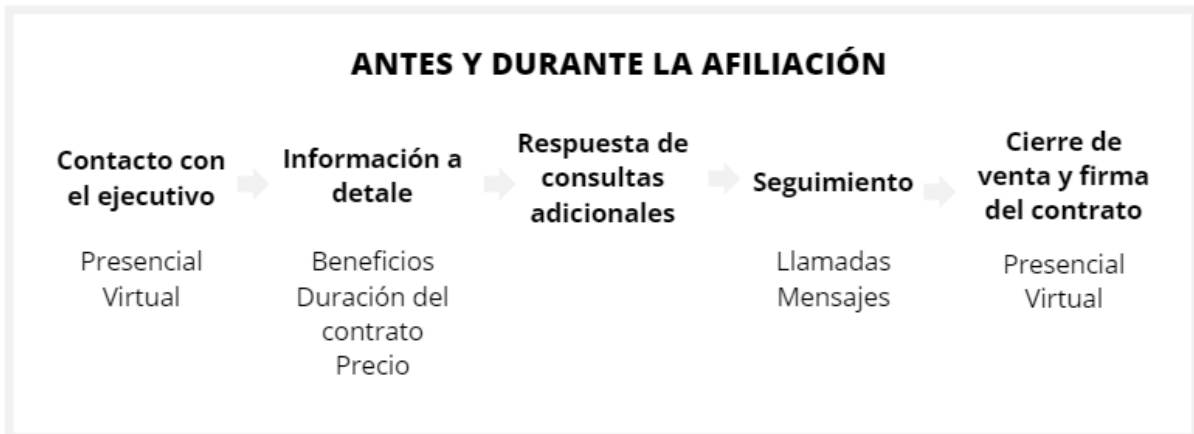 ANTES Y DURANTE LA AFILIACIÓN
Contacto con
el ejecutivo
Presencial
Virtual
Información a
detale
Beneficios
Duración del
contrato
Precio
Respuesta de
consultas
adicionales
Seguimiento
Llamadas
Mensajes
Cierre de
venta y firma
del contrato
Presencial
Virtual